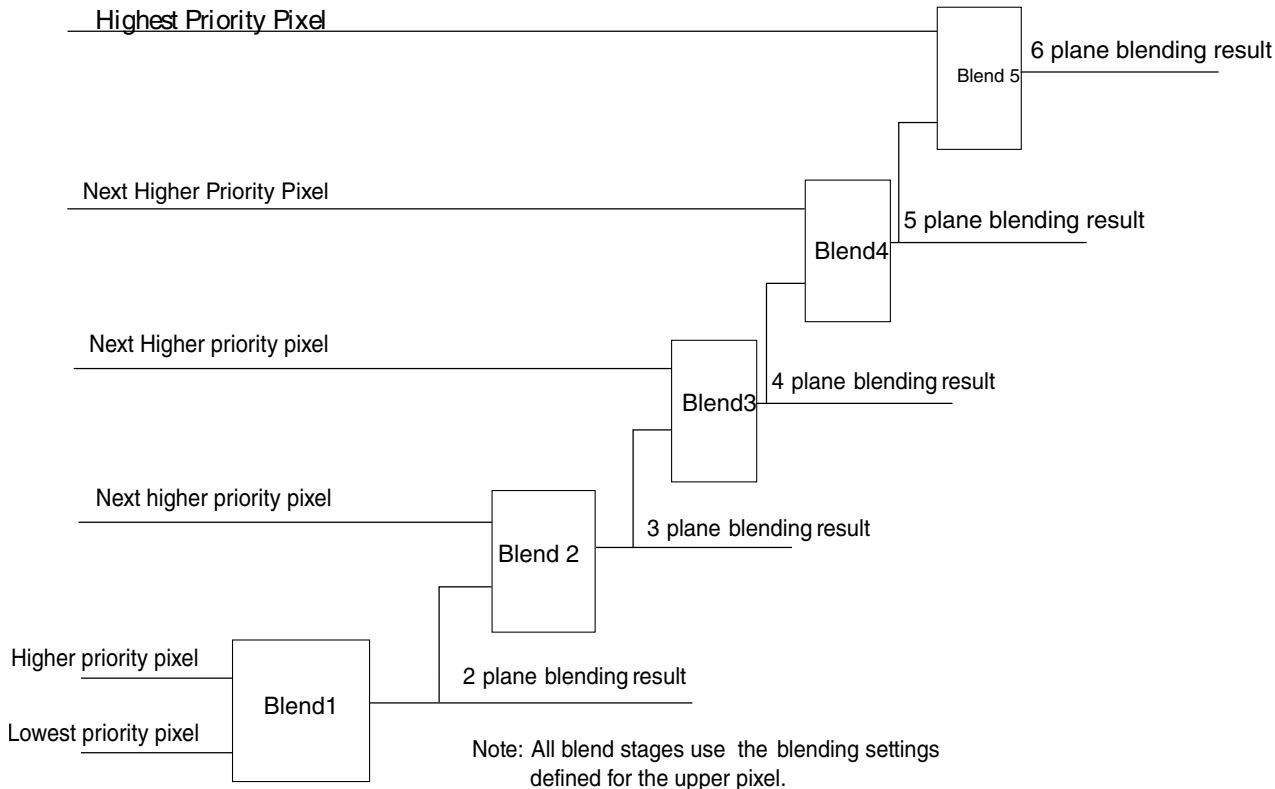 Highest Priority Pixel
6 plane blending result
Blend 5
Next Higher Priority Pixel
5 plane blending result
Blend4
Next Higher priority pixel
4 plane blending result
Blend3
Next higher priority pixel
3 plane blending result
Blend 2
Higher priority pixel
2 plane blending result
Blend1
Lowest priority pixel
Note: All blend stages use the blending settings
defined for the upper pixel.